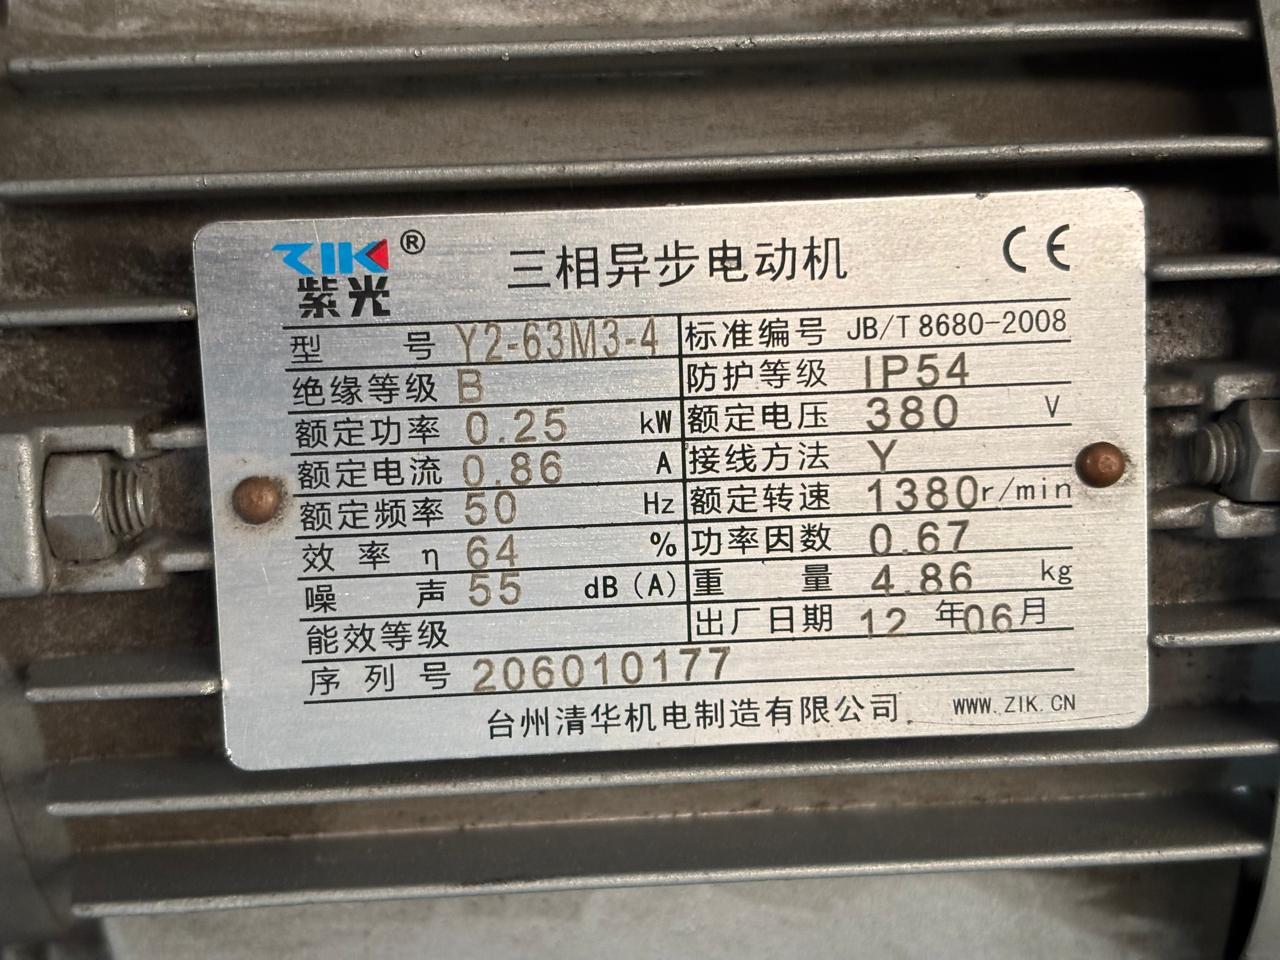 ZIK® 三相异步电动机 CE
紫光
型号 Y2-63M3-4 标准编号 JB/T 8680-2008
绝缘等级 B 防护等级 IP54
额定功率 0.25 kW 额定电压 380 V
额定电流 0.86 A 接线方法 Y
额定频率 50 Hz 额定转速 1380 r/min
效率η 64 % 功率因数 0.67
噪声 55 dB(A) 重量 4.86 kg
能效等级 出厂日期 12 年 06 月
序列号 206010177
台州清华机电制造有限公司. WWW.ZIK.CN